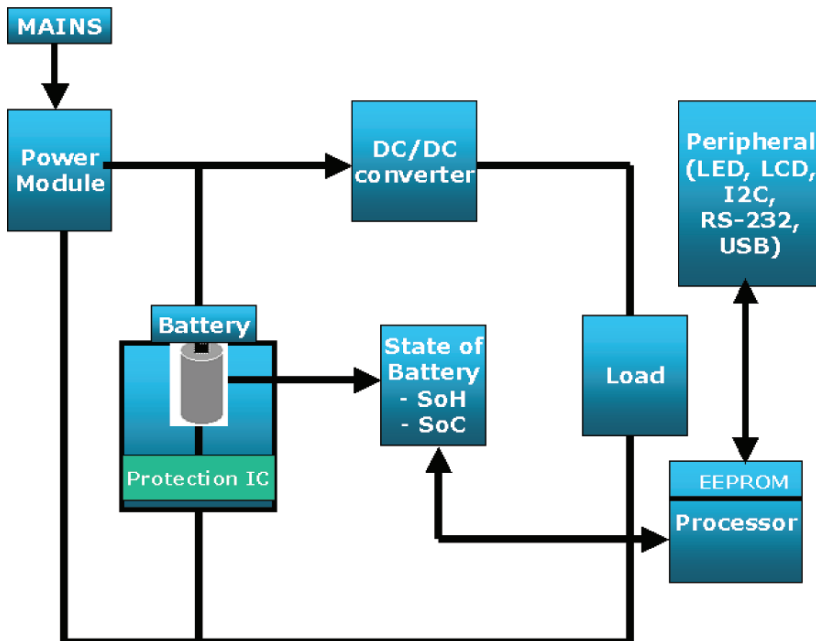 MAINS
Power
Module
DC/DC
converter
Peripheral
(LED, LCD,
I2C,
RS-232,
USB)
Battery
State of
Battery
- SoH
- SoC
Load
Protection IC
EEPROM
Processor